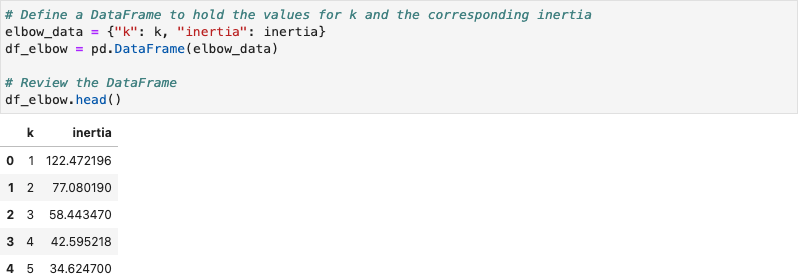 # Define a DataFrame to hold the values for k and the corresponding inertia
elbow_data = {"k": k, "inertia": inertia}
df_elbow = pd.DataFrame(elbow_data)
# Review the DataFrame
df_elbow.head()
k inertia
0 1 122.472196
1 2 77.080190
2 3 58.443470
3 4 42.595218
4 5 34.624700